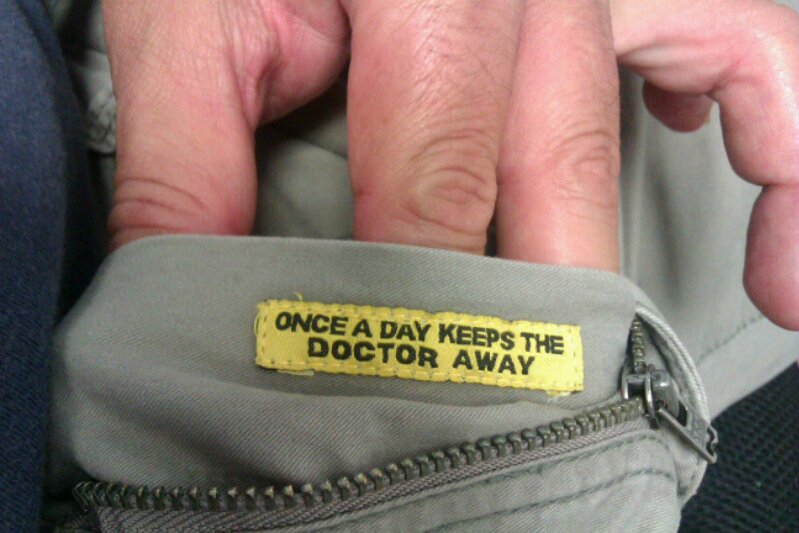 ONCE A DAY KEEPS THE
DOCTOR AWAY